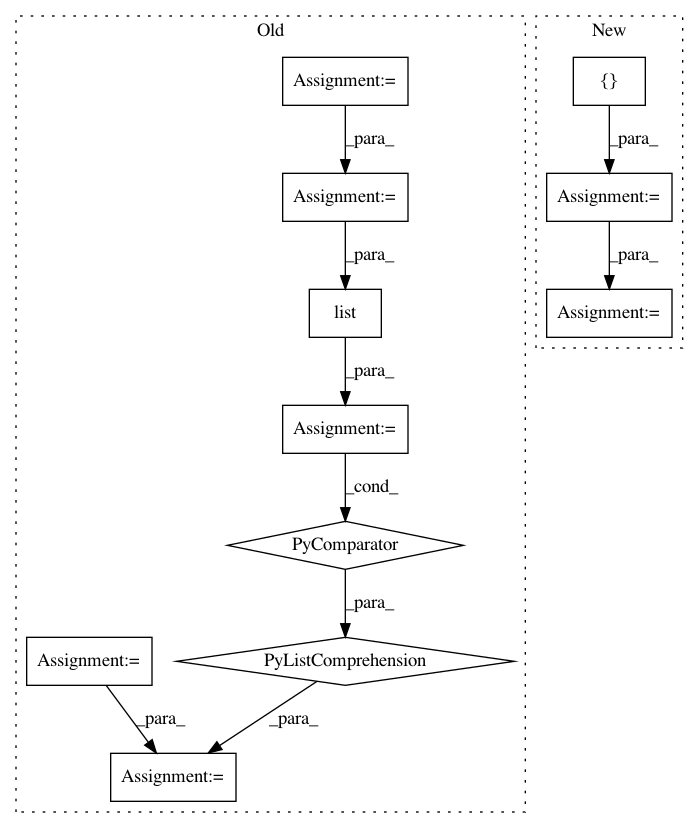 Old
New
Assignment:=
{}
_para_
_para_
Assignment:=
Assignment:=
_para_
_para_
list
Assignment:=
_para_
Assignment:=
_cond_
PyComparator
_para_
Assignment:=
PyListComprehension
_para_
_para_
Assignment:=